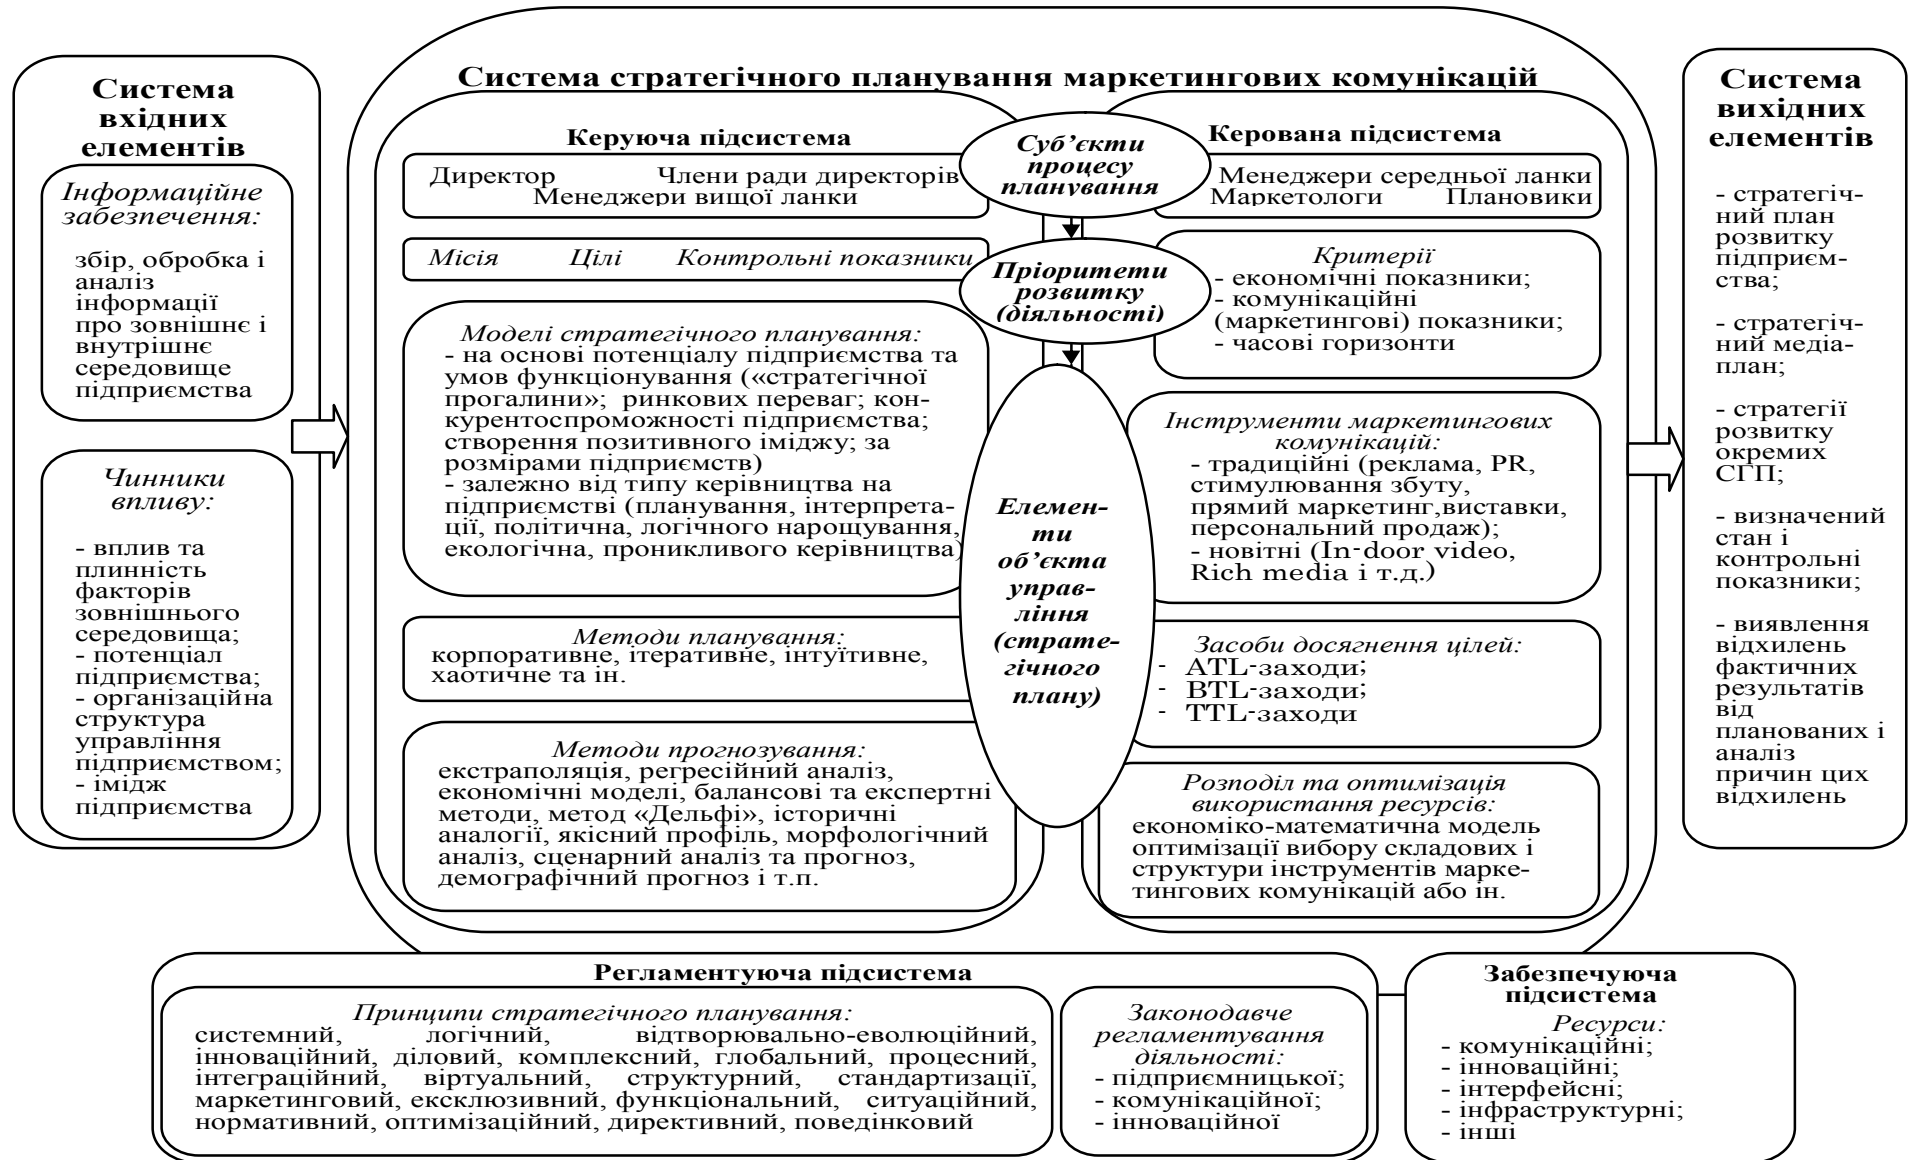 Система стратегічного планування маркетингових комунікацій
Система
вхідних
елементів
Інформаційне
забезпечення:
збір, обробка і
аналіз
інформації
про зовнішнє і
внутрішнє
середовище
підприємства
Чинники
впливу:
- вплив та
плинність
факторів
зовнішнього
середовища;
- потенціал
підприємства;
- організаційна
структура
управління
підприємством;
- імідж
підприємства
Керуюча підсистема
Директор Члени ради директорів
Менеджери вищої ланки
Місія Цілі Контрольні показники
Моделі стратегічного планування:
- на основі потенціалу підприємства та
умов функціонування («стратегічної
прогалини»; ринкових переваг; кон-
курентоспроможності підприємства;
створення позитивного іміджу; за
розмірами підприємств)
- залежно від типу керівництва на
підприємстві (планування, інтерпрета-
ції, політична, логічного нарощування,
екологічна, проникливого керівництва)
Методи планування:
корпоративне, ітеративне, інтуїтивне,
хаотичне та ін.
Методи прогнозування:
екстраполяція, регресійний аналіз,
економічні моделі, балансові та експертні
методи, метод «Дельфі», історичні
аналогії, якісний профіль, морфологічний
аналіз, сценарний аналіз та прогноз,
демографічний прогноз і т.п.
Суб’єкти
процесу
планування
Пріоритети
розвитку
(діяльності)
Елемен-
ти
об’єкта
управ-
ління
(страте-
гічного
плану)
Керована підсистема
Менеджери середньої ланки
Маркетологи Плановики
Критерії
- економічні показники;
- комунікаційні
(маркетингові) показники;
- часові горизонти
Інструменти маркетингових
комунікацій:
- традиційні (реклама, PR,
стимулювання збуту,
прямий маркетинг,виставки,
персональний продаж);
- новітні (In-door video,
Rich media і т.д.)
Засоби досягнення цілей:
- ATL-заходи;
- BTL-заходи;
- TTL-заходи
Розподіл та оптимізація
використання ресурсів:
економіко-математична модель
оптимізації вибору складових і
структури інструментів марке-
тингових комунікацій або ін.
Система
вихідних
елементів
- стратегіч-
ний план
розвитку
підприєм-
ства;
- стратегіч-
ний медіа-
план;
- стратегії
розвитку
окремих
СГП;
- визначений
стан і
контрольні
показники;
- виявлення
відхилень
фактичних
результатів
від
планованих і
аналіз
причин цих
відхилень
Регламентуюча підсистема
Принципи стратегічного планування:
системний, логічний, відтворювально-еволюційний,
інноваційний, діловий, комплексний, глобальний, процесний,
інтеграційний, віртуальний, структурний, стандартизації,
маркетинговий, ексклюзивний, функціональний, ситуаційний,
нормативний, оптимізаційний, директивний, поведінковий
Законодавче
регламентування
діяльності:
- підприємницької;
- комунікаційної;
- інноваційної
Забезпечуюча
підсистема
Ресурси:
- комунікаційні;
- інноваційні;
- інтерфейсні;
- інфраструктурні;
- інші